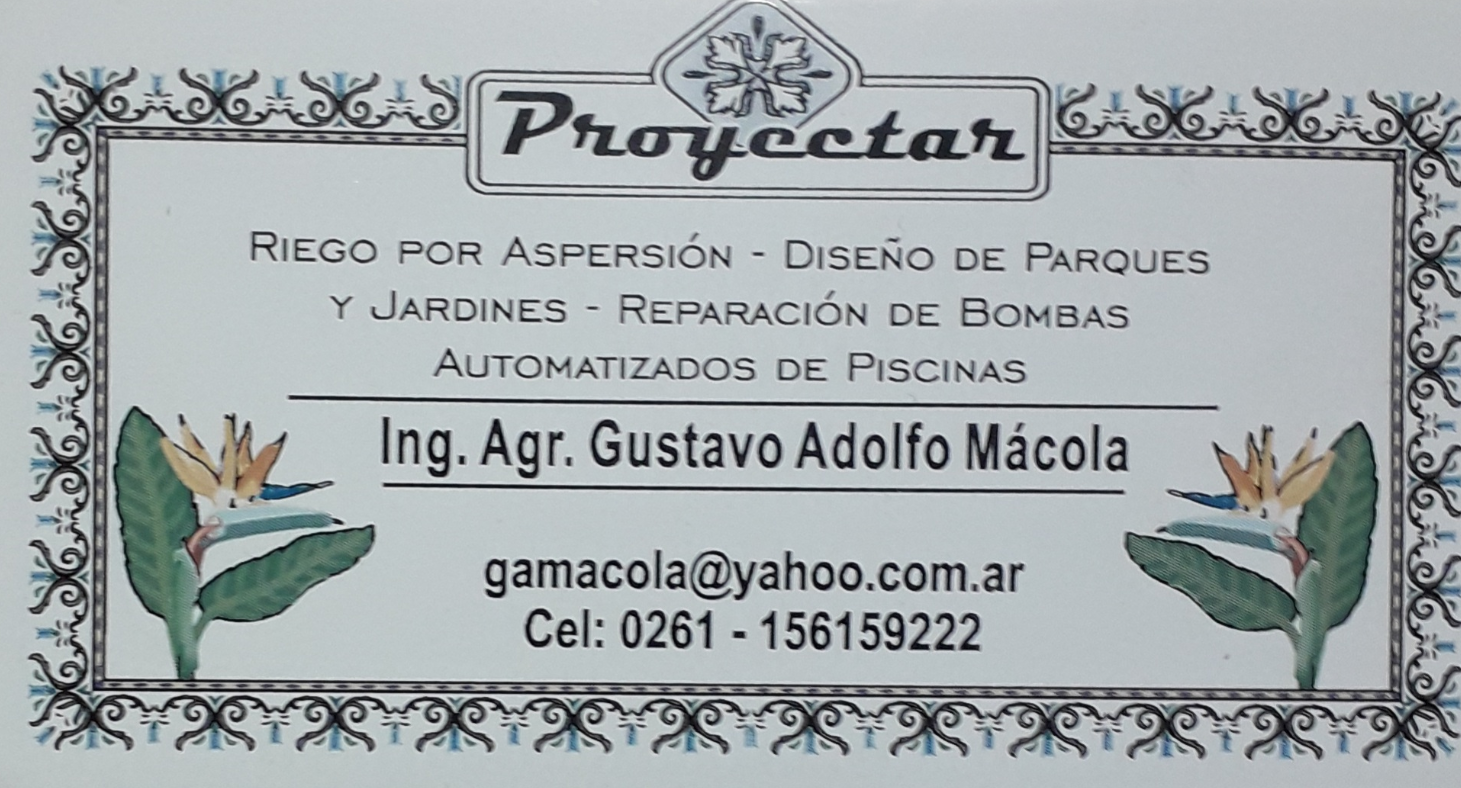 Proyectar
Riego por Aspersión - Diseño de Parques
y Jardines - Reparación de Bombas
Automatizados de Piscinas
Ing. Agr. Gustavo Adolfo Mácola
gamacola@yahoo.com.ar
Cel: 0261 - 156159222